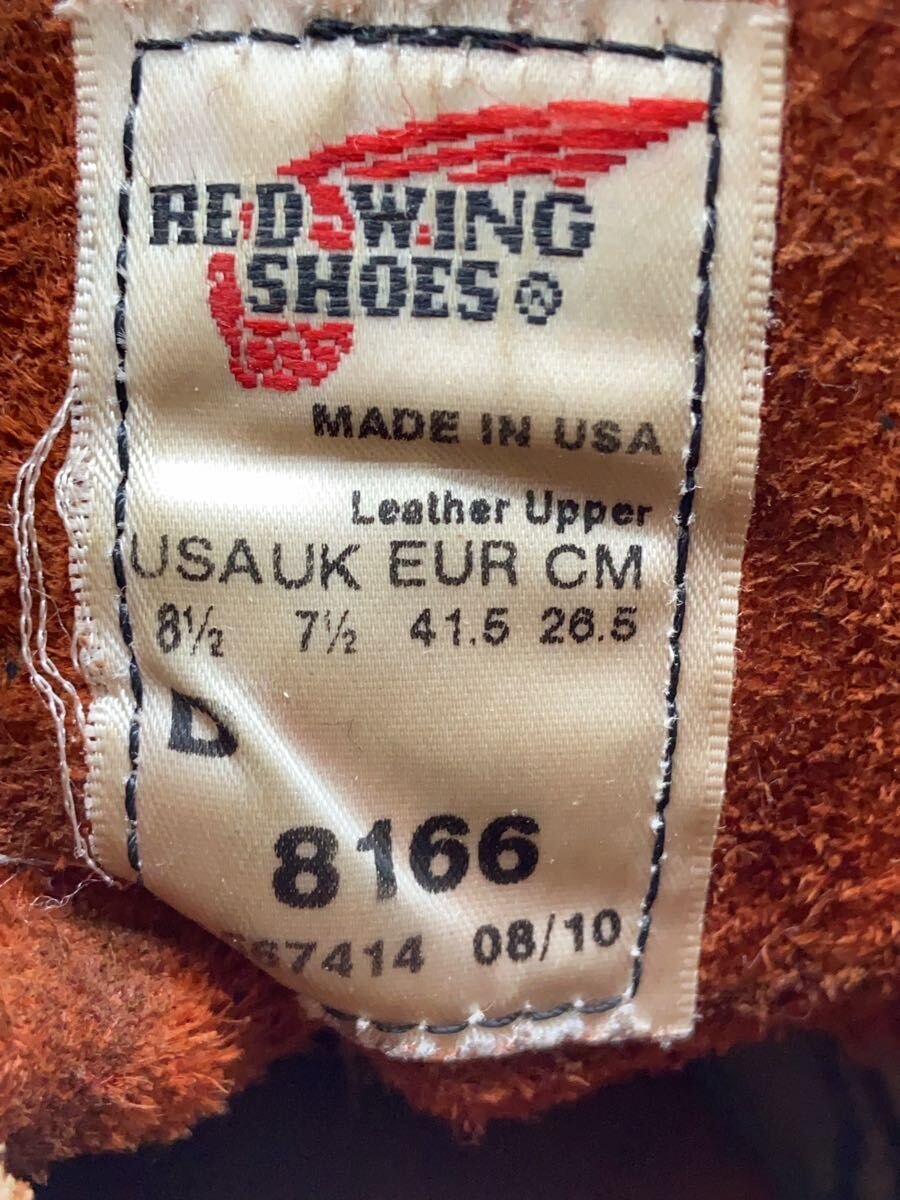 RED WING
SHOES ®
MADE IN USA
Leather Upper
USA UK EUR CM
8½ 7½ 41.5 26.5
D
8166
67414 08/10